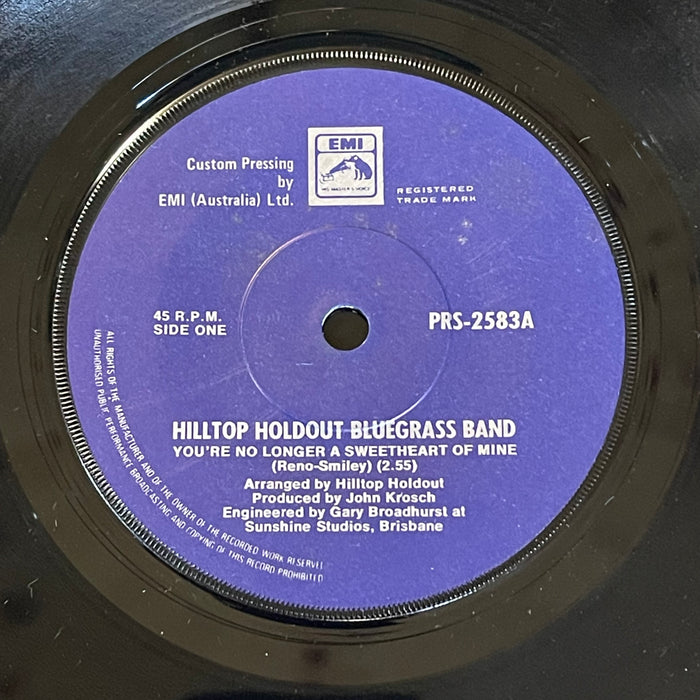 EMI
HIS MASTER'S VOICE
Custom Pressing
by
EMI (Australia) Ltd.
REGISTERED
TRADE MARK
45 R.P.M.
SIDE ONE
PRS-2583A
HILLTOP HOLDOUT BLUEGRASS BAND
YOU'RE NO LONGER A SWEETHEART OF MINE
(Reno-Smiley) (2.55)
Arranged by Hilltop Holdout
Produced by John Krosch
Engineered by Gary Broadhurst at
Sunshine Studios, Brisbane
ALL RIGHTS OF THE MANUFACTURER AND OF THE OWNER OF THE RECORDED WORK RESERVED
UNAUTHORISED PUBLIC PERFORMANCE BROADCASTING AND COPYING OF THIS RECORD PROHIBITED